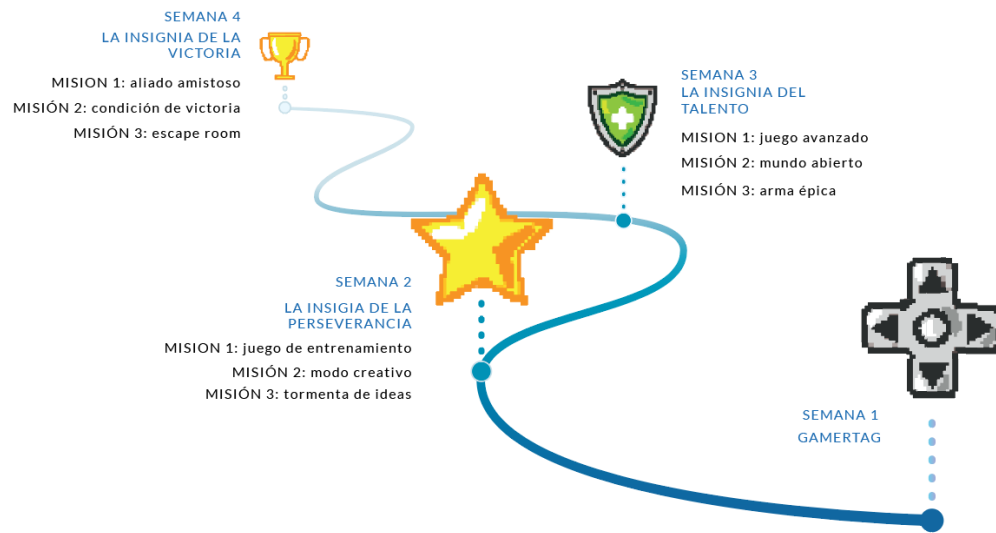 SEMANA 4
LA INSIGNIA DE LA
VICTORIA
MISION 1: aliado amistoso
MISIÓN 2: condición de victoria
MISIÓN 3: escape room
SEMANA 3
LA INSIGNIA DEL
TALENTO
MISION 1: juego avanzado
MISIÓN 2: mundo abierto
MISIÓN 3: arma épica
SEMANA 2
LA INSIGIA DE LA
PERSEVERANCIA
MISION 1: juego de entrenamiento
MISIÓN 2: modo creativo
MISIÓN 3: tormenta de ideas
SEMANA 1
GAMERTAG